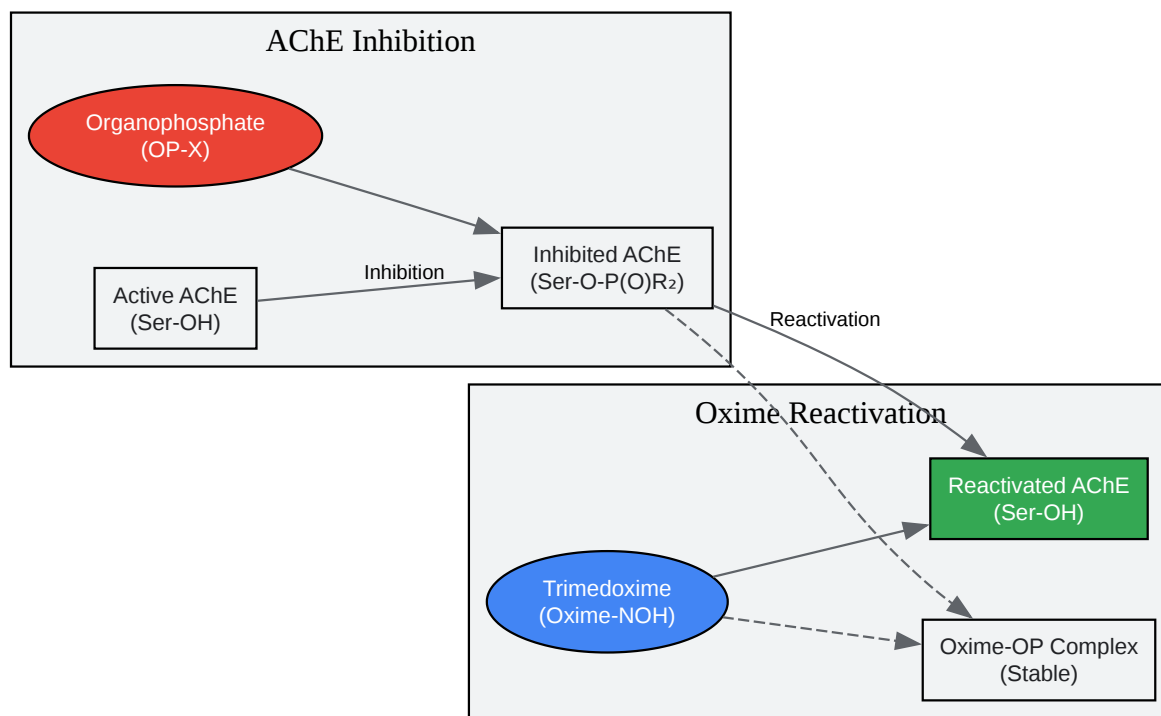 AChE Inhibition
Organophosphate
(OP-X)
Active AChE
(Ser-OH)
Inhibition
Inhibited AChE
(Ser-O-P(O)R₂)
Reactivation
Oxime Reactivation
Reactivated AChE
(Ser-OH)
Trimedoxime
(Oxime-NOH)
Oxime-OP Complex
(Stable)